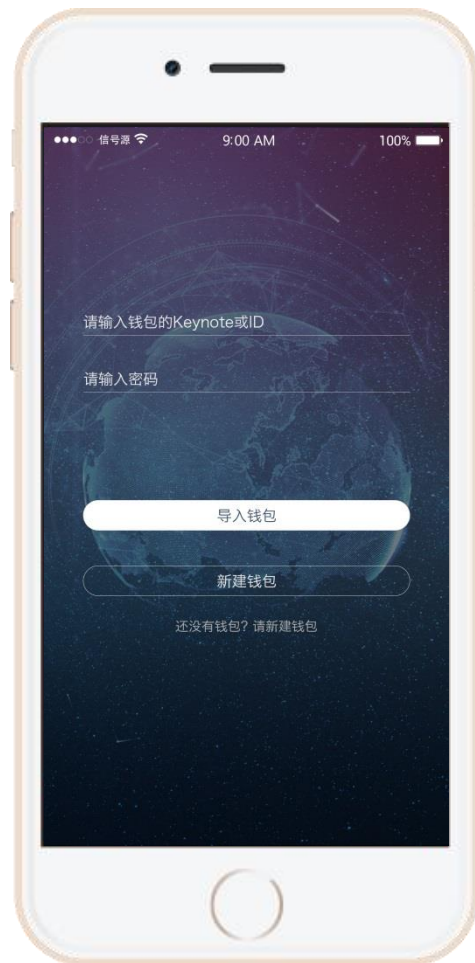 信号源 9:00 AM 100%
请输入钱包的Keynote或ID
请输入密码
导入钱包
新建钱包
还没有钱包? 请新建钱包